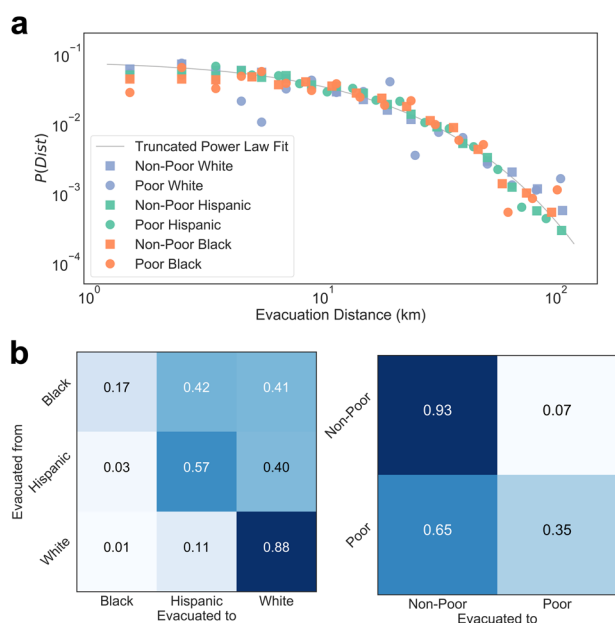 a
10⁻¹
10⁻²
10⁻³
10⁻⁴
P(Dist)
Truncated Power Law Fit
Non-Poor White
Poor White
Non-Poor Hispanic
Poor Hispanic
Non-Poor Black
Poor Black
10⁰ 10¹ 10²
Evacuation Distance (km)
b
Evacuated from
Black 0.17 0.42 0.41
Hispanic 0.03 0.57 0.40
White 0.01 0.11 0.88
Black Hispanic White
Evacuated to
Non-Poor 0.93 0.07
Poor 0.65 0.35
Non-Poor Poor
Evacuated to